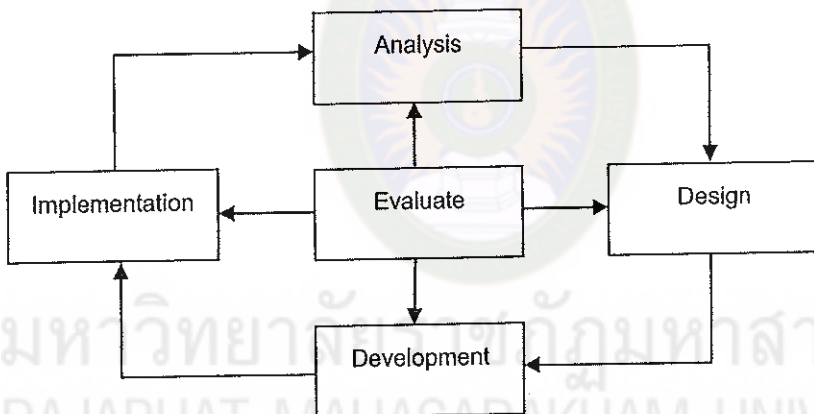 Analysis
Implementation
Evaluate
Design
Development
มหาวิทยาลัยราชภัฏมหาสา
RAJABHAT MAHASARAKHAM UNIV